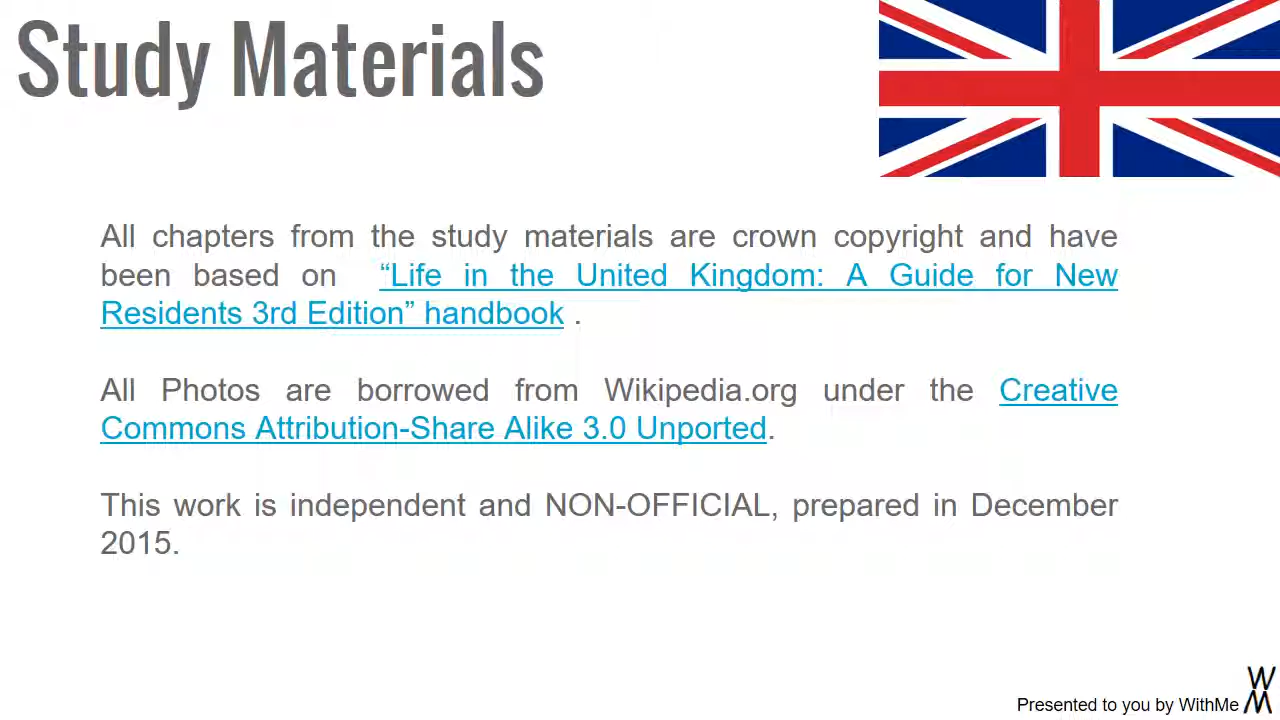 Study Materials
All chapters from the study materials are crown copyright and have
been based on “Life in the United Kingdom: A Guide for New
Residents 3rd Edition” handbook .
All Photos are borrowed from Wikipedia.org under the Creative
Commons Attribution-Share Alike 3.0 Unported.
This work is independent and NON-OFFICIAL, prepared in December
2015.
Presented to you by WithMe
W
M